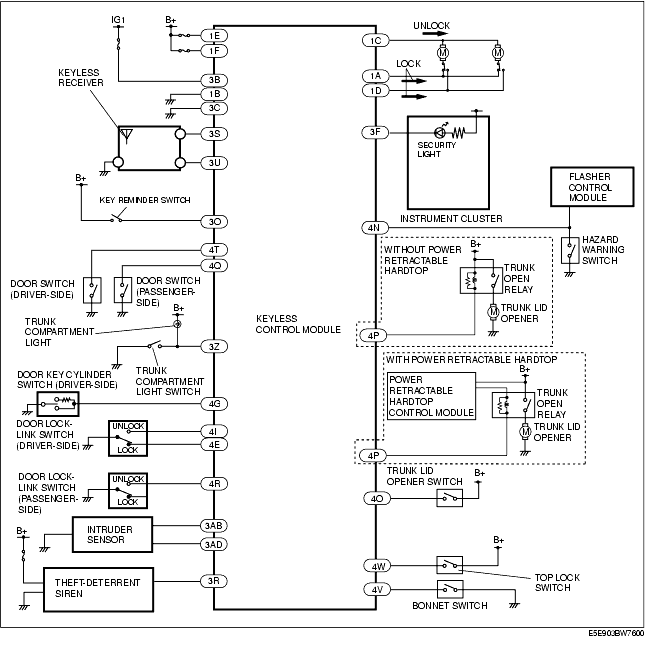 IG1
B+
UNLOCK
1E
1C
1F
KEYLESS
RECEIVER
LOCK
M
M
3B
1A
1B
1D
3C
3S
3F
SECURITY
LIGHT
3U
FLASHER
CONTROL
MODULE
B+
KEY REMINDER SWITCH
INSTRUMENT CLUSTER
3O
4N
HAZARD
WARNING
SWITCH
4T
WITHOUT POWER
RETRACTABLE
HARDTOP
B+
4Q
TRUNK
OPEN
RELAY
DOOR SWITCH
(DRIVER-SIDE)
DOOR SWITCH
(PASSENGER-
SIDE)
TRUNK LID
OPENER
M
B+
TRUNK
COMPARTMENT
LIGHT
KEYLESS
CONTROL MODULE
4P
3Z
WITH POWER RETRACTABLE HARDTOP
B+
TRUNK
COMPARTMENT
LIGHT SWITCH
DOOR KEY CYLINDER
SWITCH (DRIVER-SIDE)
POWER
RETRACTABLE
HARDTOP
CONTROL MODULE
TRUNK
OPEN
RELAY
4G
DOOR LOCK-
LINK SWITCH
(DRIVER-SIDE)
UNLOCK
LOCK
4I
4E
M
TRUNK LID
OPENER
4P
DOOR LOCK-
LINK SWITCH
(PASSENGER-
SIDE)
UNLOCK
LOCK
4R
TRUNK LID
OPENER SWITCH
B+
4O
B+
INTRUDER
SENSOR
3AB
3AD
B+
THEFT-DETERRENT
SIREN
3R
4W
TOP LOCK
SWITCH
4V
BONNET SWITCH
E5E903BW7600